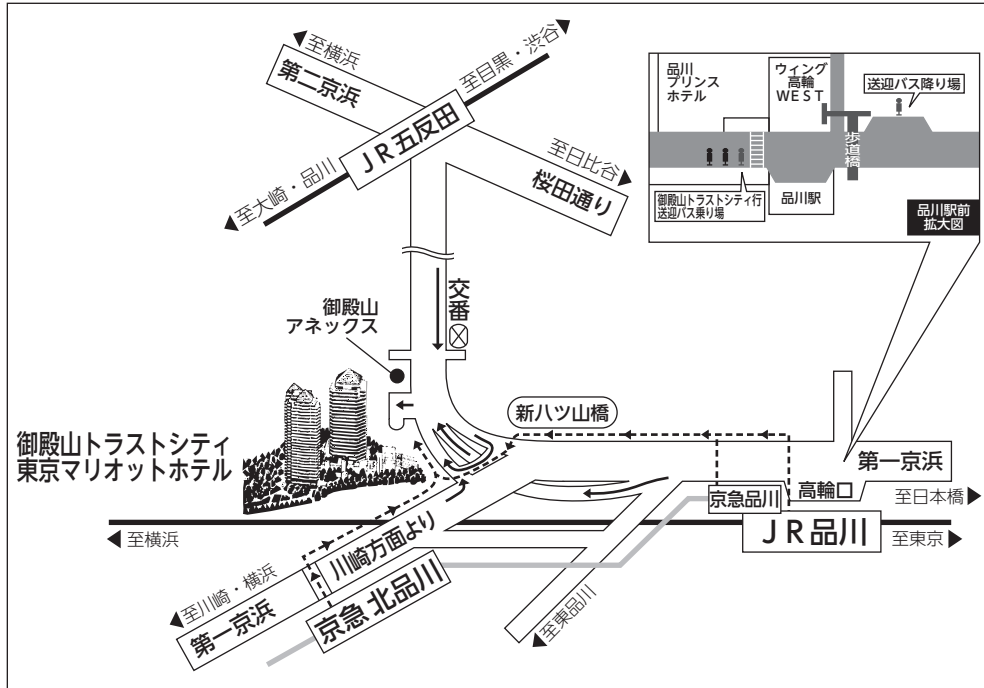 至横浜
第二京浜
至目黒・渋谷
JR五反田
至大崎・品川
至日比谷
桜田通り
品川
プリンス
ホテル
ウィング
高輪
WEST
送迎バス降り場
歩道橋
御殿山トラストシティ行
送迎バス乗り場
品川駅
品川駅前
拡大図
交番
御殿山
アネックス
新八ツ山橋
御殿山トラストシティ
東京マリオットホテル
第一京浜
至日本橋
京急品川
高輪口
JR品川
至東京
至横浜
川崎方面より
至川崎・横浜
第一京浜
京急 北品川
至東品川